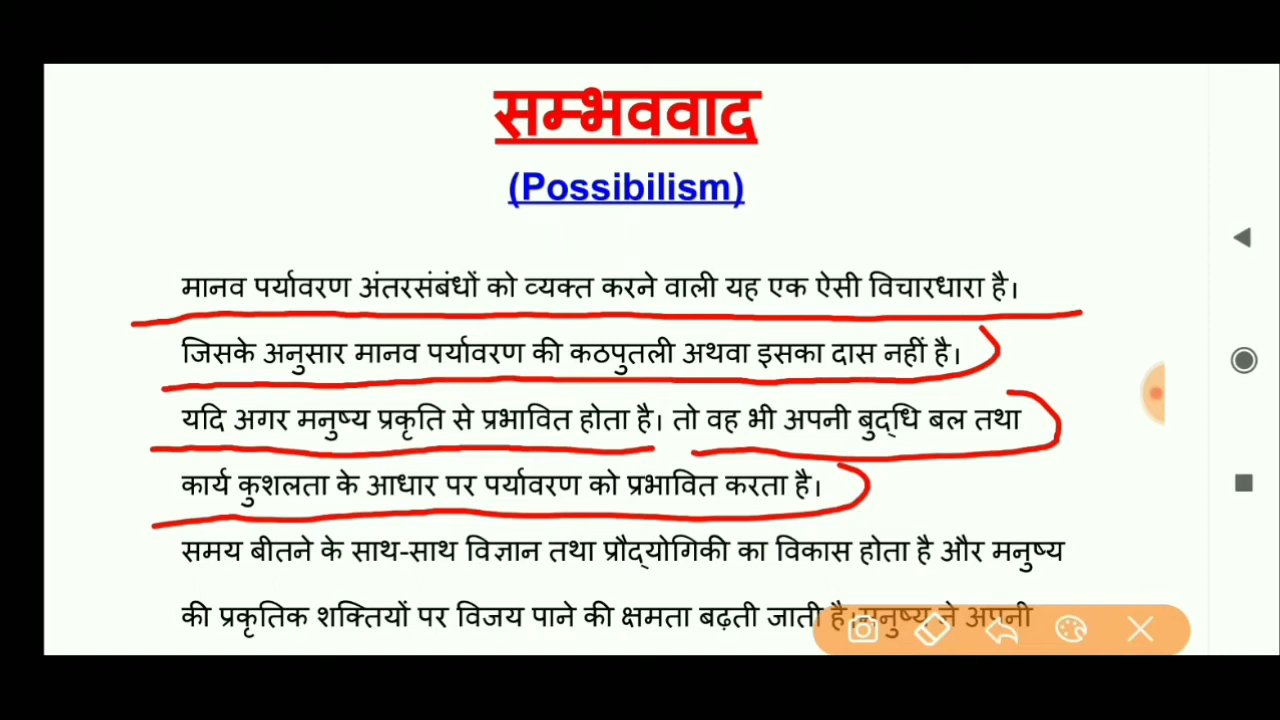 सम्भववाद
(Possibilism)
मानव पर्यावरण अंतरसंबंधों को व्यक्त करने वाली यह एक ऐसी विचारधारा है।
जिसके अनुसार मानव पर्यावरण की कठपुतली अथवा इसका दास नहीं है।
यदि अगर मनुष्य प्रकृति से प्रभावित होता है। तो वह भी अपनी बुद्धि बल तथा
कार्य कुशलता के आधार पर पर्यावरण को प्रभावित करता है।
समय बीतने के साथ-साथ विज्ञान तथा प्रौद्योगिकी का विकास होता है और मनुष्य
की प्रकृतिक शक्तियों पर विजय पाने की क्षमता बढ़ती जाती है। मनुष्य ने अपनी